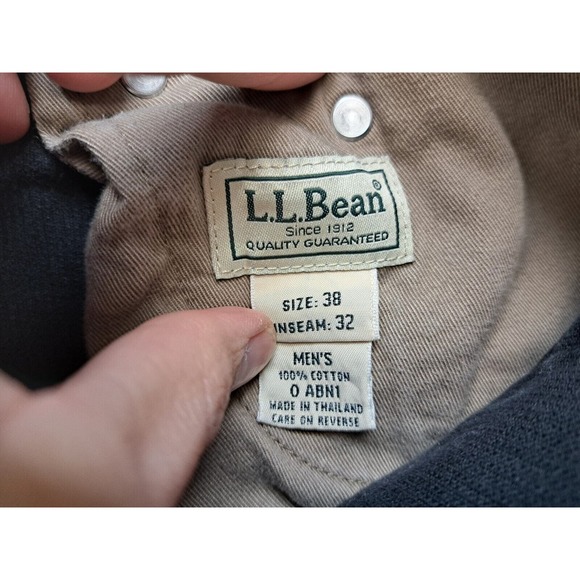 L.L.Bean®
Since 1912
QUALITY GUARANTEED
SIZE: 38
INSEAM: 32
MEN'S
100% COTTON
0 ABN1
MADE IN THAILAND
CARE ON REVERSE